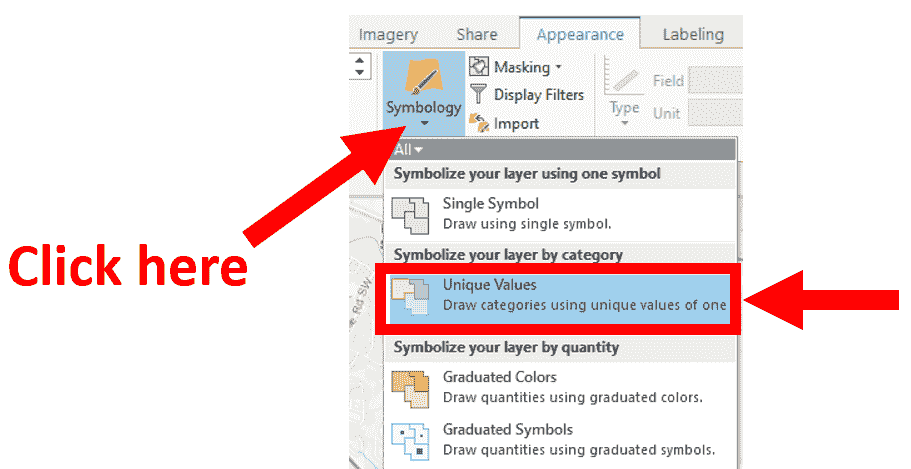 Imagery Share Appearance Labeling
Masking
Display Filters
Import
Symbology
Type
Field
Unit
All
Symbolize your layer using one symbol
Single Symbol
Draw using single symbol.
Click here
Symbolize your layer by category
Unique Values
Draw categories using unique values of one
Rd SW
Symbolize your layer by quantity
Graduated Colors
Draw quantities using graduated colors.
Graduated Symbols
Draw quantities using graduated symbols.